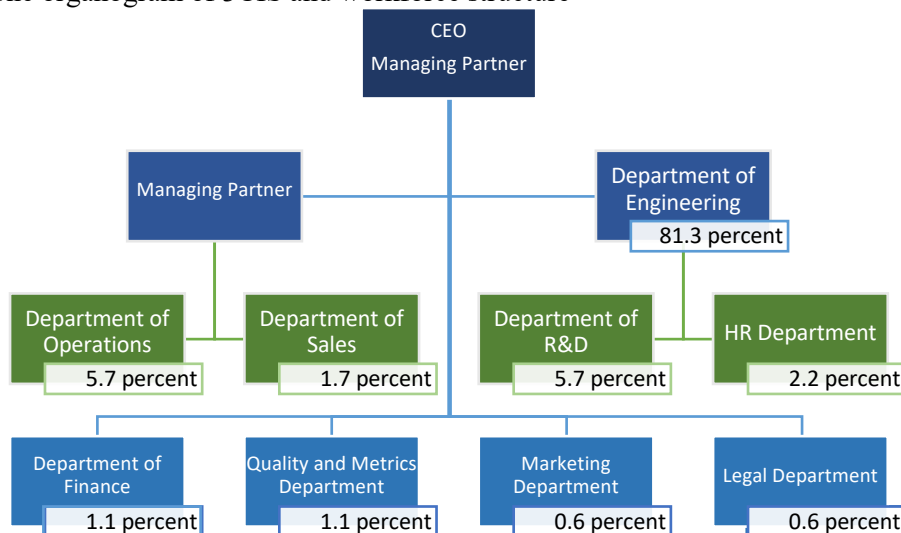 CEO
Managing Partner
Managing Partner
Department of
Engineering
81.3 percent
Department of
Operations
5.7 percent
Department of
Sales
1.7 percent
Department of
R&D
5.7 percent
HR Department
2.2 percent
Department of
Finance
1.1 percent
Quality and Metrics
Department
1.1 percent
Marketing
Department
0.6 percent
Legal Department
0.6 percent